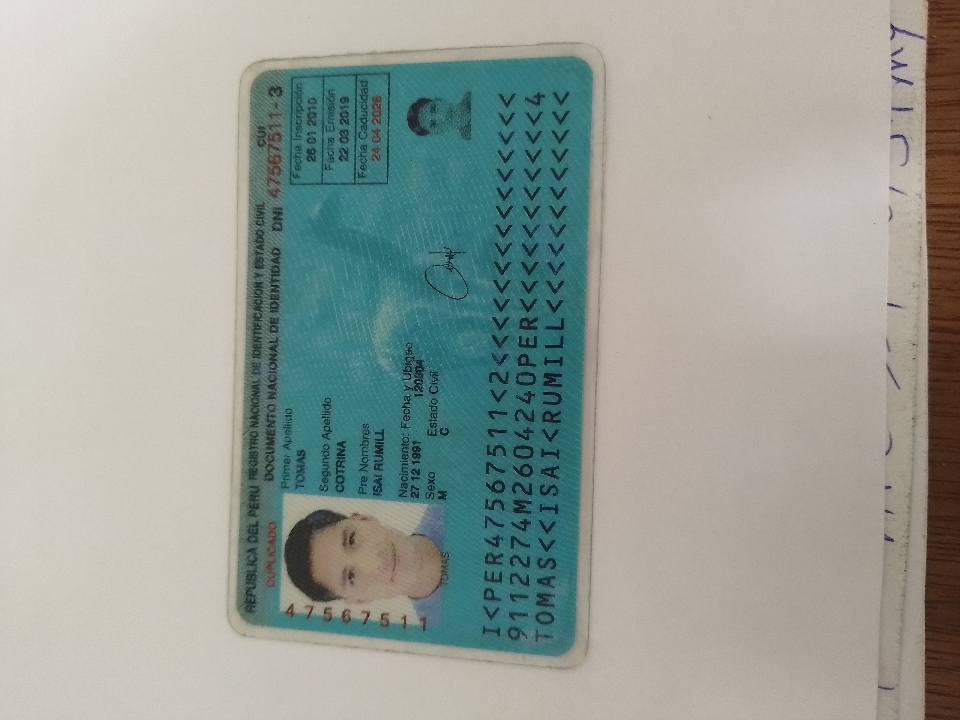 REPUBLICA DEL PERU REGISTRO NACIONAL DE IDENTIFICACION Y ESTADO CIVIL
CUI
DUPLICADO DOCUMENTO NACIONAL DE IDENTIDAD DNI 47567511-3
Primer Apellido
TOMAS
Segundo Apellido
COTRINA
Pre Nombres
ISAI RUMILL
Nacimiento: Fecha y Ubigeo
27 12 1991
Sexo Estado Civil
M C
Fecha Inscripción
26 01 2010
Fecha Emisión
22 03 2019
Fecha Caducidad
24 04 2026
TOMAS
47567511
I<PER47567511<2<<<<<<<<<<<<<<<
9112274M2604240PER<<<<<<<<<<<4
TOMAS<<ISAI<RUMILL<<<<<<<<<<<<